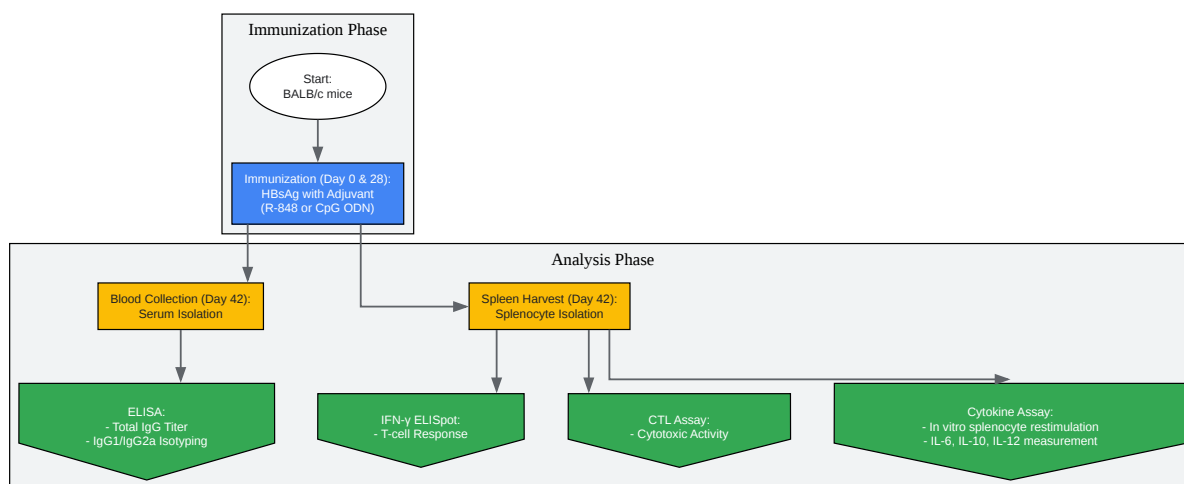 Immunization Phase
Start:
BALB/c mice
Immunization (Day 0 & 28):
HBsAg with Adjuvant
(R-848 or CpG ODN)
Analysis Phase
Blood Collection (Day 42):
Serum Isolation
Spleen Harvest (Day 42):
Splenocyte Isolation
ELISA:
- Total IgG Titer
- IgG1/IgG2a Isotyping
IFN-γ ELISpot:
- T-cell Response
CTL Assay:
- Cytotoxic Activity
Cytokine Assay:
- In vitro splenocyte restimulation
- IL-6, IL-10, IL-12 measurement